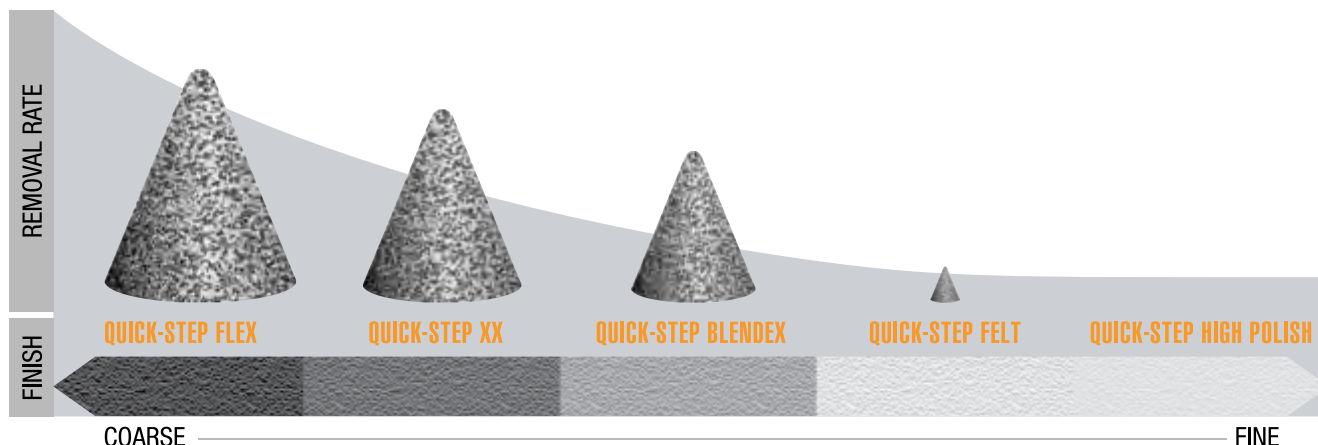 REMOVAL RATE
QUICK-STEP FLEX
QUICK-STEP XX
QUICK-STEP BLENDEX
QUICK-STEP FELT
QUICK-STEP HIGH POLISH
FINISH
COARSE
FINE